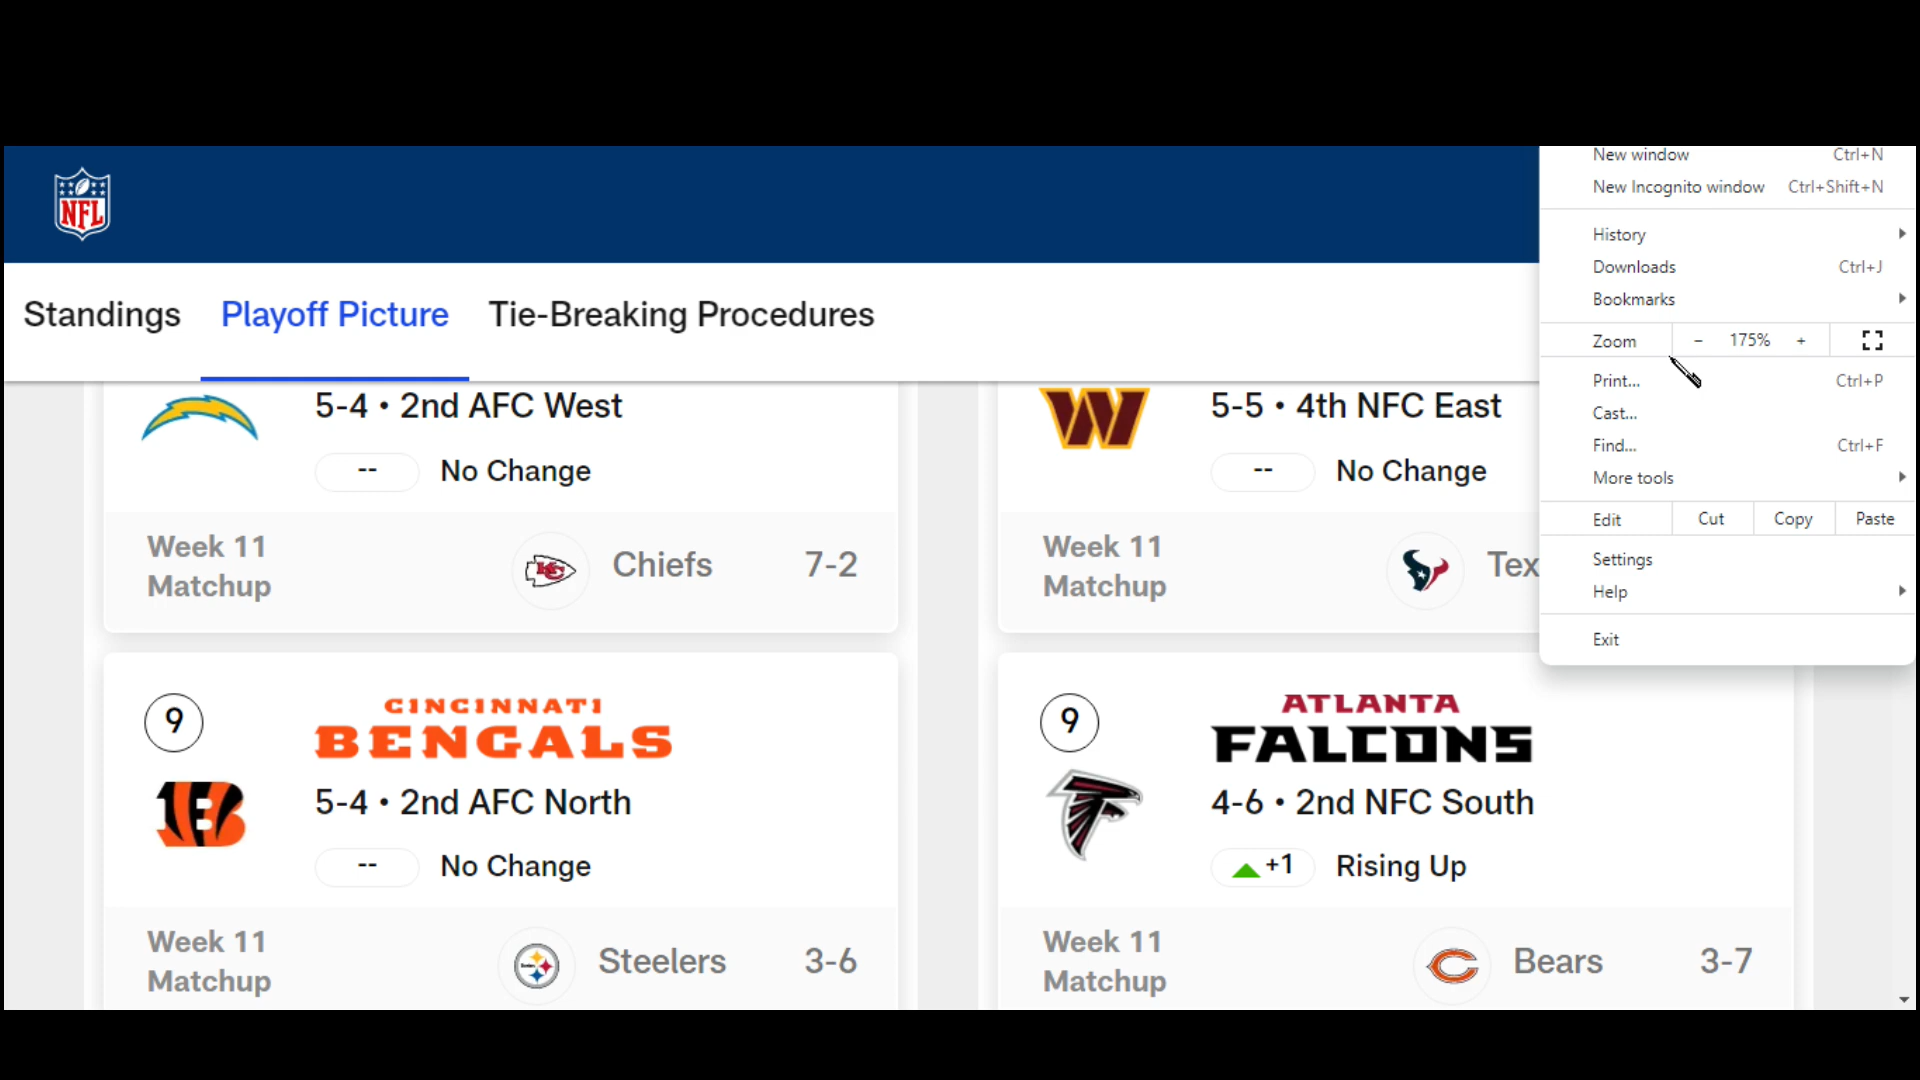 NFL
Standings
Playoff Picture
Tie-Breaking Procedures
5-4 • 2nd AFC West
-- No Change
Week 11
Matchup
Chiefs 7-2
5-5 • 4th NFC East
-- No Change
Week 11
Matchup
Tex
9
CINCINNATI
BENGALS
5-4 • 2nd AFC North
-- No Change
Week 11
Matchup
Steelers 3-6
9
ATLANTA
FALCONS
4-6 • 2nd NFC South
+1 Rising Up
Week 11
Matchup
Bears 3-7
New window Ctrl+N
New Incognito window Ctrl+Shift+N
History
Downloads Ctrl+J
Bookmarks
Zoom - 175% +
Print... Ctrl+P
Cast...
Find... Ctrl+F
More tools
Edit Cut Copy Paste
Settings
Help
Exit